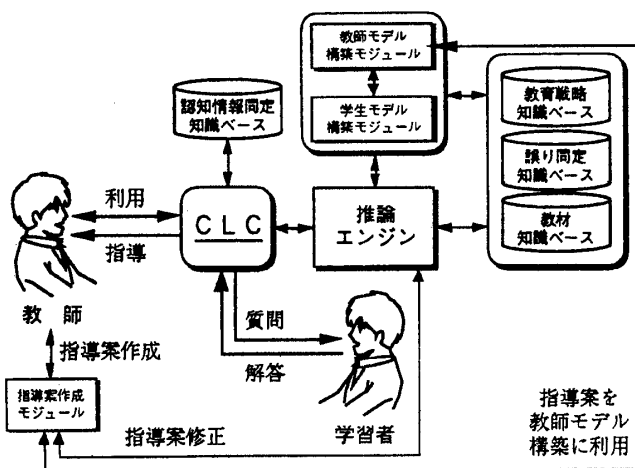 教師モデル
構築モジュール
学生モデル
構築モジュール
認知情報同定
知識ベース
教育戦略
知識ベース
誤り同定
知識ベース
教材
知識ベース
利用
指導
CLC
推論
エンジン
教師
質問
解答
学習者
指導案作成
指導案作成
モジュール
指導案修正
指導案を
教師モデル
構築に利用